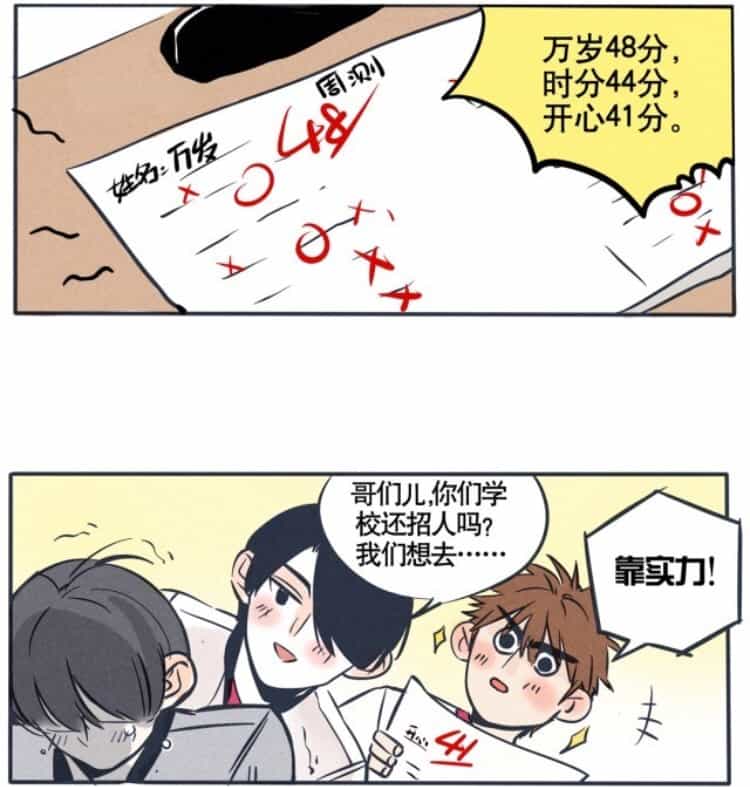 万岁48分，
时分44分，
开心41分。
周测
48
姓名：万岁
哥们儿，你们学
校还招人吗？
我们想去……
靠实力！
开心
41